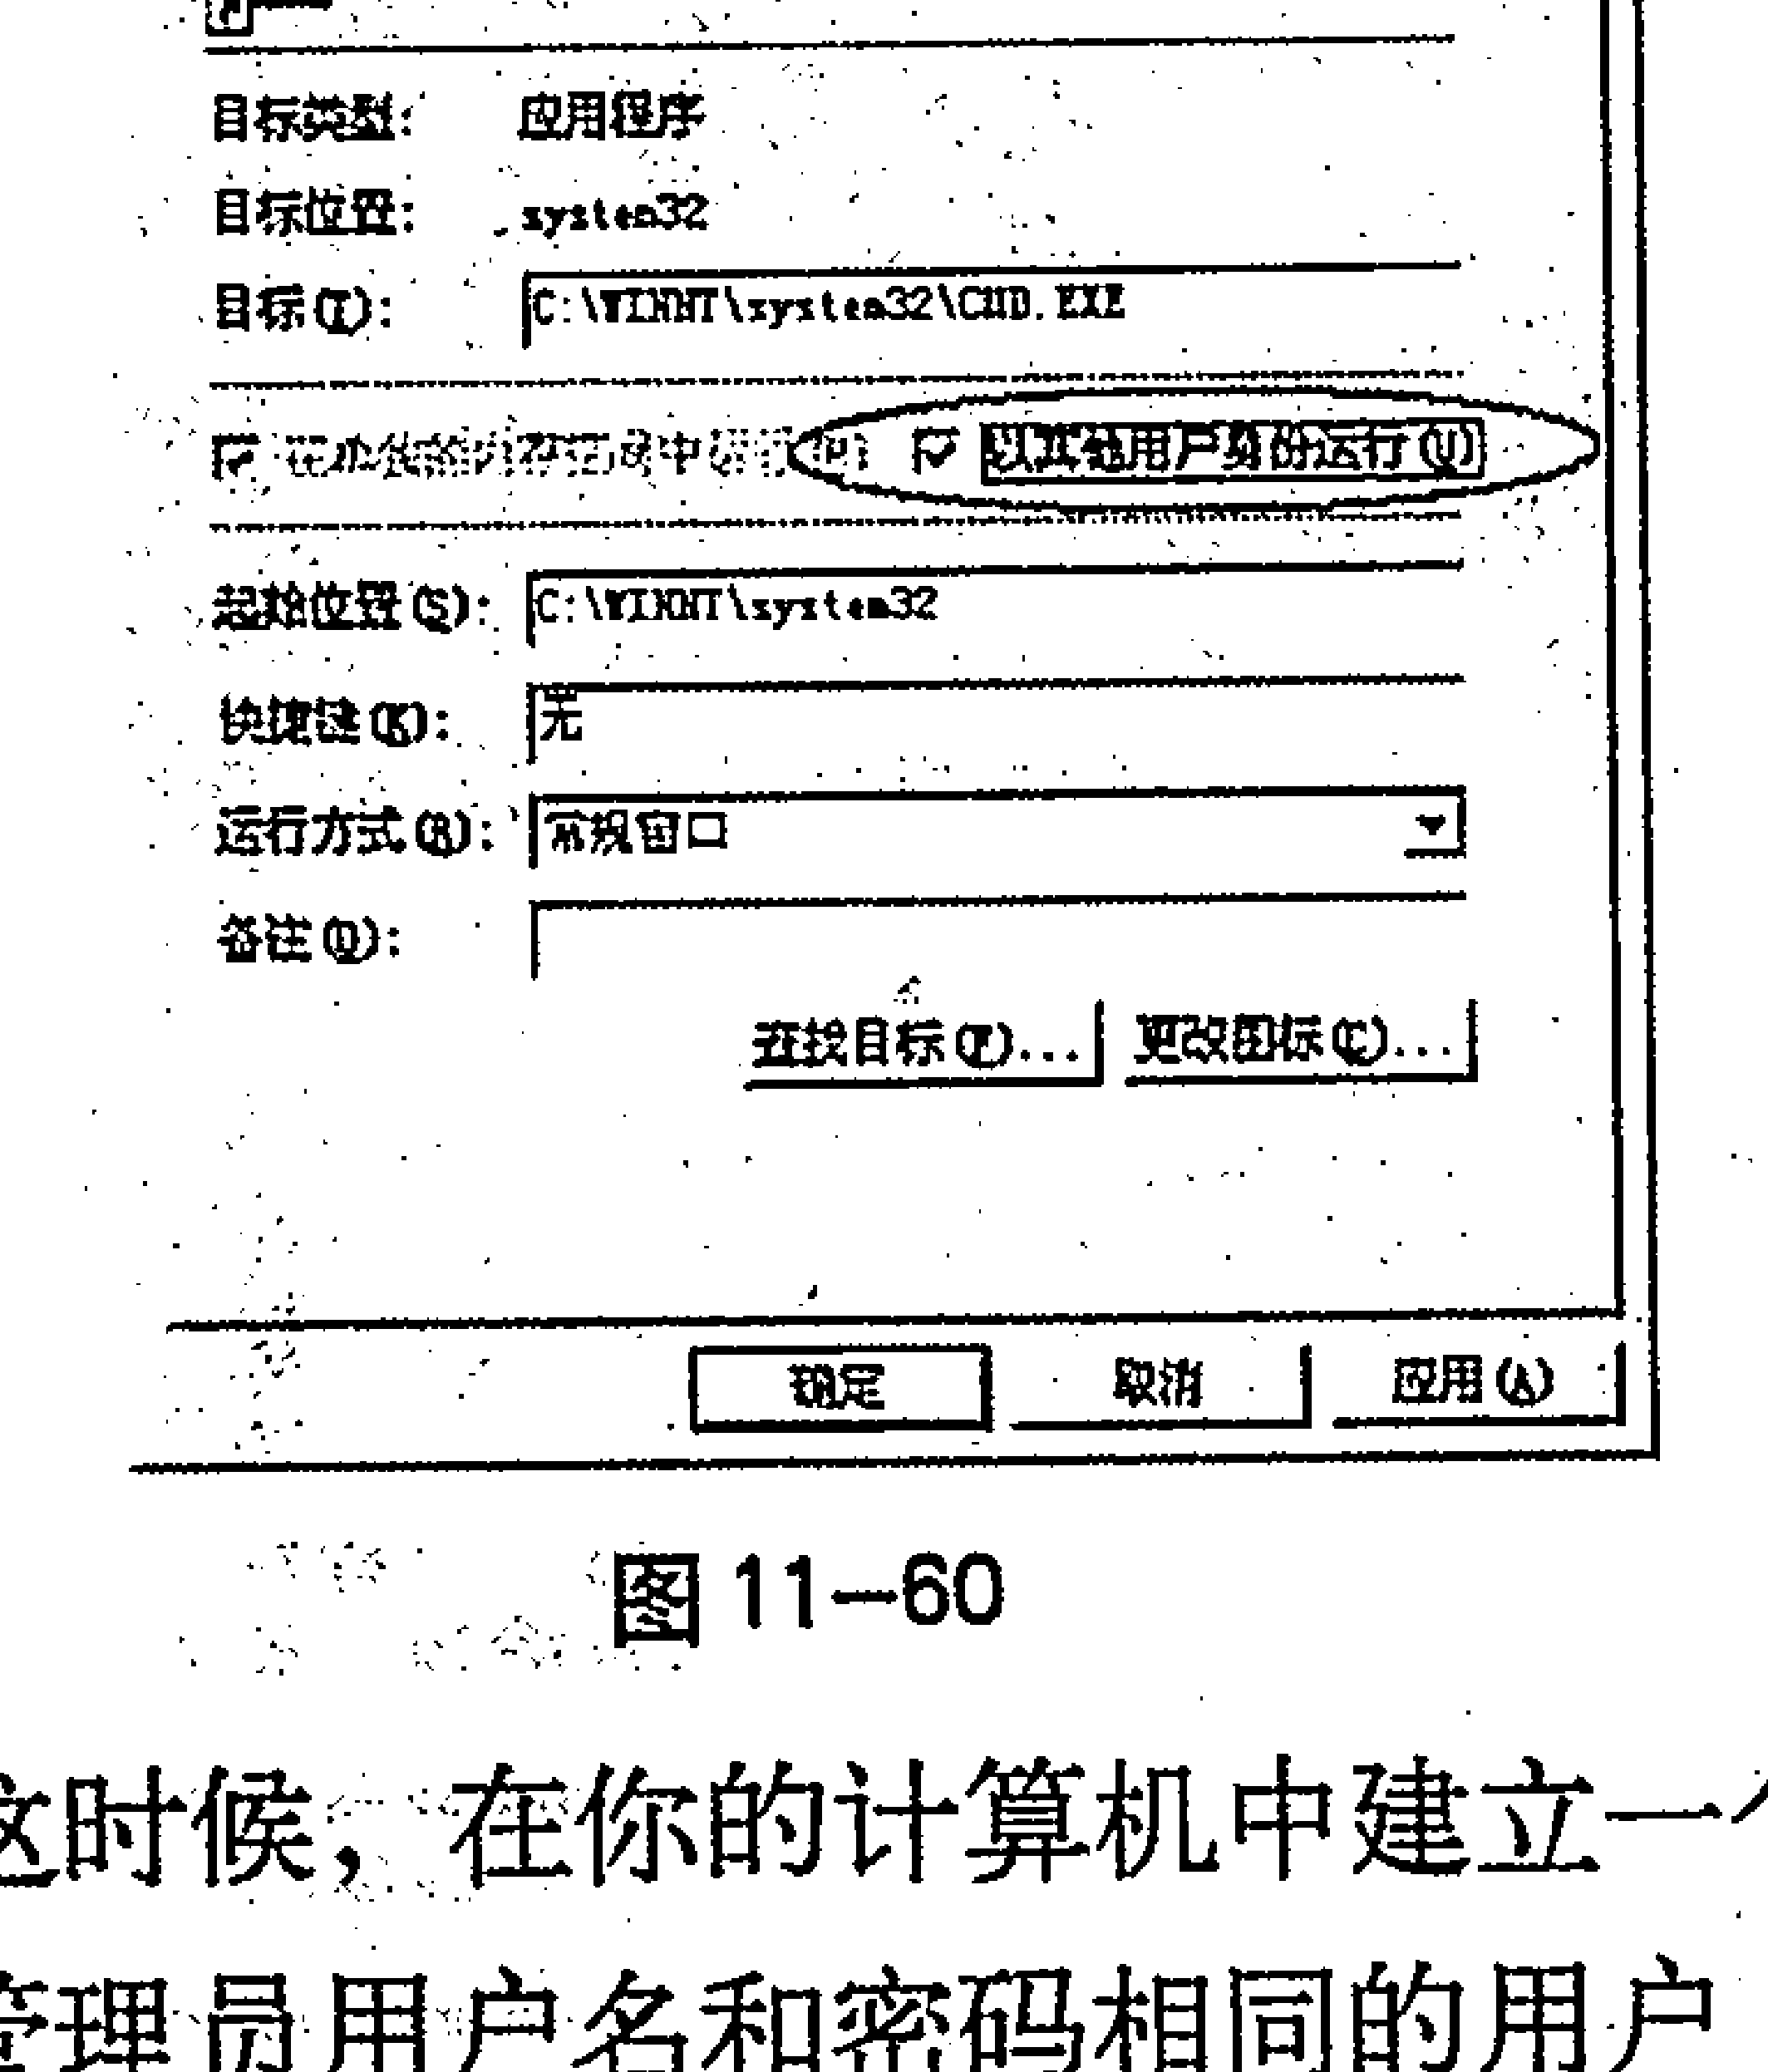 目标类型: 应用程序
目标位置: system32
目标(T): C:\WINNT\system32\CMD.EXE
以其他用户身份运行(U)
起始位置(S): C:\WINNT\system32
快捷键(K): 无
运行方式(R): 常规窗口
备注(O):
查找目标(F)... 更改图标(C)...
确定 取消 应用(A)
图 11-60
这时候，在你的计算机中建立一个
管理员用户名和密码相同的用户